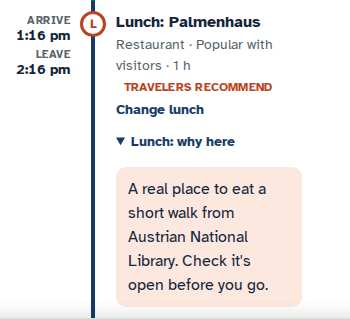 ARRIVE
1:16 pm
LEAVE
2:16 pm
L
Lunch: Palmenhaus
Restaurant · Popular with
visitors · 1 h
TRAVELERS RECOMMEND
Change lunch
▼ Lunch: why here
A real place to eat a
short walk from
Austrian National
Library. Check it's
open before you go.